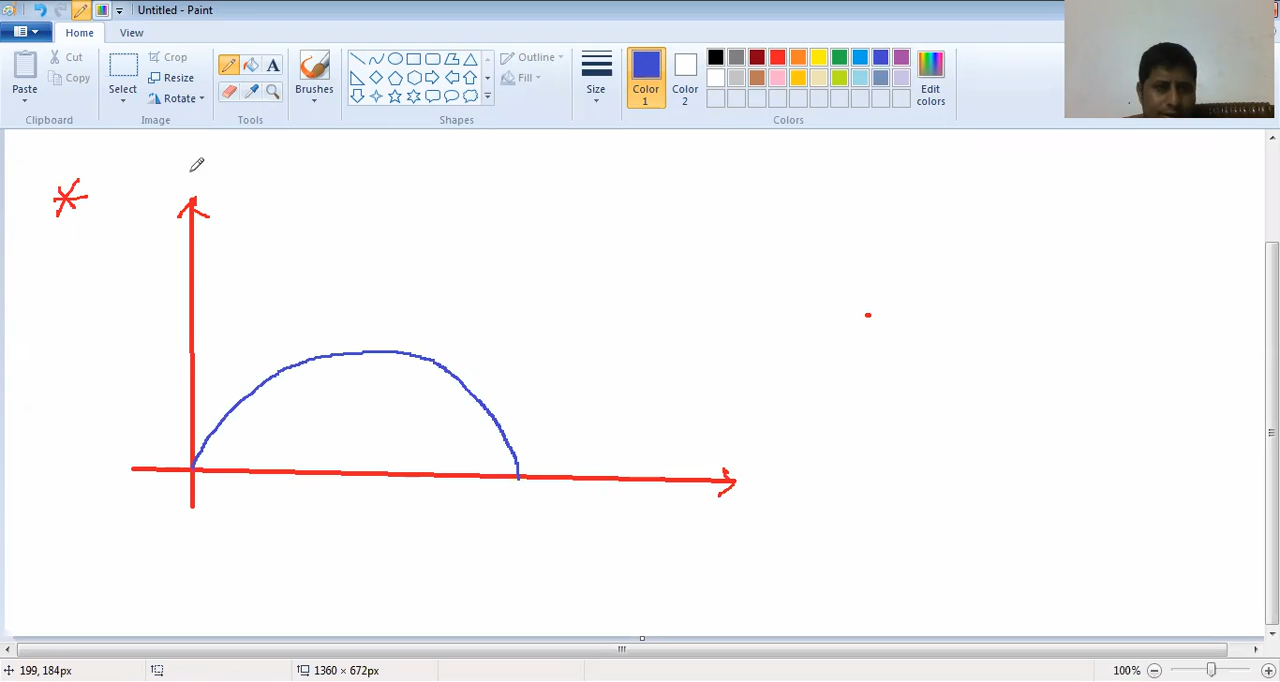 Untitled - Paint
Home View
Paste
Cut
Copy
Clipboard
Select
Crop
Resize
Rotate
Image
A
Tools
Brushes
Outline
Fill
Shapes
Size
Color 1
Color 2
Edit colors
Colors
199, 184px
1360 × 672px
100%